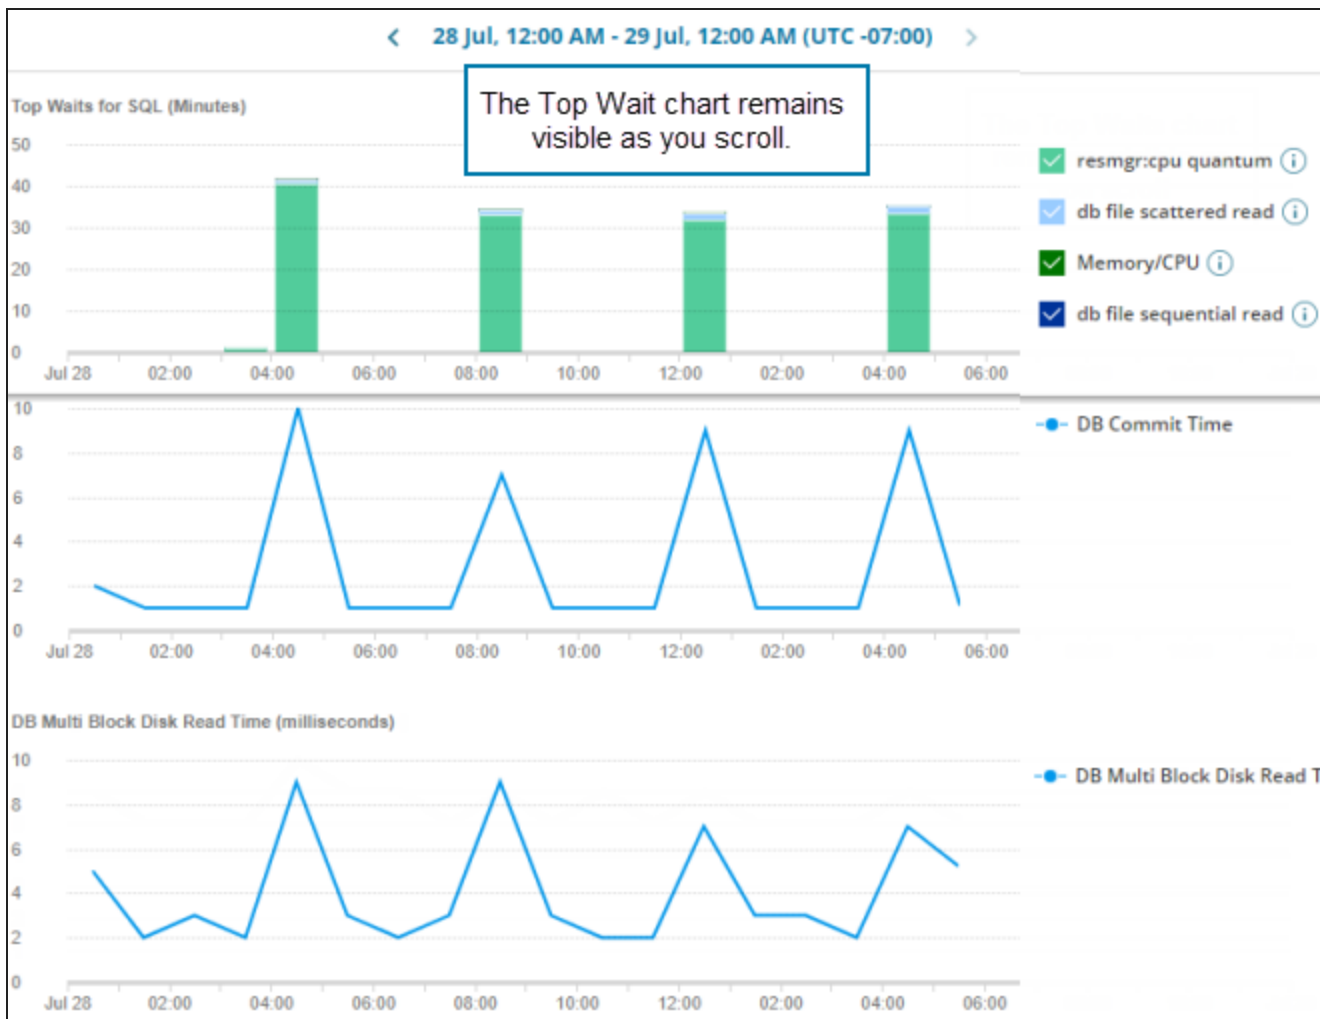 28 Jul, 12:00 AM - 29 Jul, 12:00 AM (UTC -07:00)
The Top Wait chart remains
visible as you scroll.
Top Waits for SQL (Minutes)
50
40
30
20
10
0
Jul 28 02:00 04:00 06:00 08:00 10:00 12:00 02:00 04:00 06:00
resmgr:cpu quantum
db file scattered read
Memory/CPU
db file sequential read
10
8
6
4
2
0
Jul 28 02:00 04:00 06:00 08:00 10:00 12:00 02:00 04:00 06:00
DB Commit Time
DB Multi Block Disk Read Time (milliseconds)
10
8
6
4
2
0
Jul 28 02:00 04:00 06:00 08:00 10:00 12:00 02:00 04:00 06:00
DB Multi Block Disk Read T